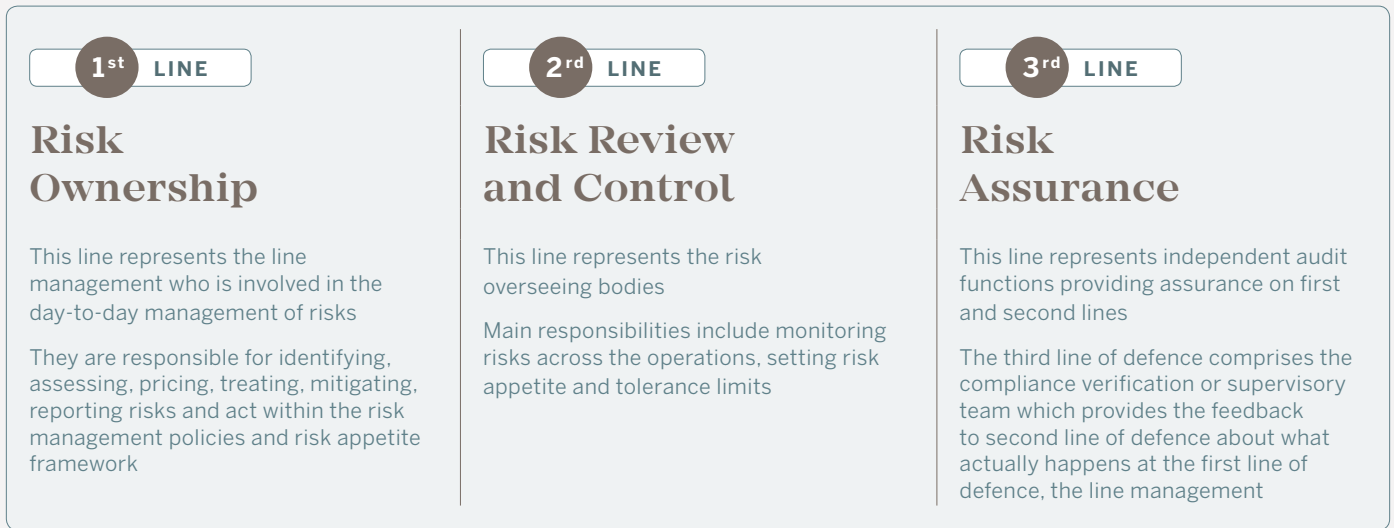 1st LINE
Risk
Ownership
This line represents the line
management who is involved in the
day-to-day management of risks
They are responsible for identifying,
assessing, pricing, treating, mitigating,
reporting risks and act within the risk
management policies and risk appetite
framework
2rd LINE
Risk Review
and Control
This line represents the risk
overseeing bodies
Main responsibilities include monitoring
risks across the operations, setting risk
appetite and tolerance limits
3rd LINE
Risk
Assurance
This line represents independent audit
functions providing assurance on first
and second lines
The third line of defence comprises the
compliance verification or supervisory
team which provides the feedback
to second line of defence about what
actually happens at the first line of
defence, the line management